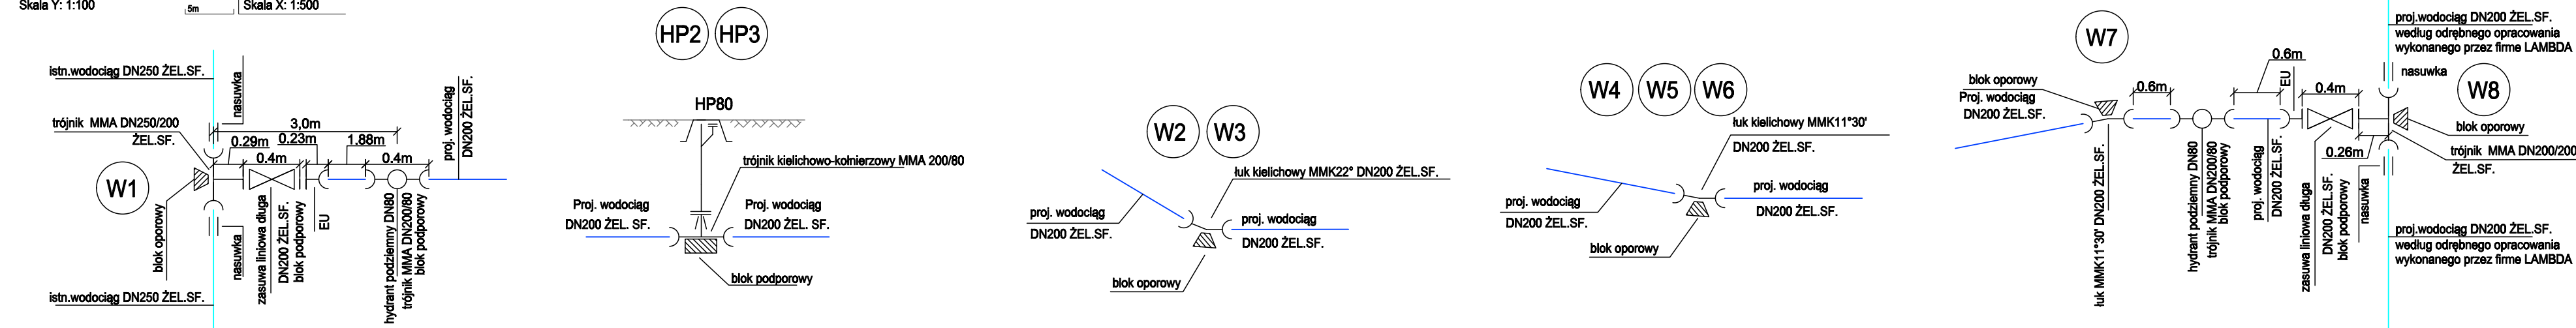 Skala Y: 1:100
5m
Skala X: 1:500
istn.wodociąg DN250 ŻEL.SF.
nasuwka
trójnik MMA DN250/200
ŻEL.SF.
3,0m
0.29m
0.23m
1.88m
0.4m
0.4m
proj. wodociąg
DN200 ŻEL.SF.
W1
blok oporowy
nasuwka
zasuwa liniowa długa
DN200 ŻEL.SF.
blok podporowy
EU
hydrant podziemny DN80
trójnik MMA DN200/80
blok podporowy
istn.wodociąg DN250 ŻEL.SF.
HP2
HP3
HP80
trójnik kielichowo-kołnierzowy MMA 200/80
Proj. wodociąg
DN200 ŻEL. SF.
Proj. wodociąg
DN200 ŻEL. SF.
blok podporowy
W2
W3
łuk kielichowy MMK22° DN200 ŻEL.SF.
proj. wodociąg
DN200 ŻEL.SF.
proj. wodociąg
DN200 ŻEL.SF.
blok oporowy
W4
W5
W6
łuk kielichowy MMK11°30'
DN200 ŻEL.SF.
proj. wodociąg
DN200 ŻEL.SF.
proj. wodociąg
DN200 ŻEL.SF.
blok oporowy
W7
blok oporowy
Proj. wodociąg
DN200 ŻEL.SF.
0.6m
0.6m
EU
0.4m
0.26m
łuk MMK11°30' DN200 ŻEL.SF.
hydrant podziemny DN80
trójnik MMA DN200/80
blok podporowy
proj. wodociąg
DN200 ŻEL.SF.
zasuwa liniowa długa
DN200 ŻEL.SF.
blok podporowy
nasuwka
proj.wodociąg DN200 ŻEL.SF.
według odrębnego opracowania
wykonanego przez firme LAMBDA
nasuwka
W8
blok oporowy
trójnik MMA DN200/200
ŻEL.SF.
proj.wodociąg DN200 ŻEL.SF.
według odrębnego opracowania
wykonanego przez firme LAMBDA